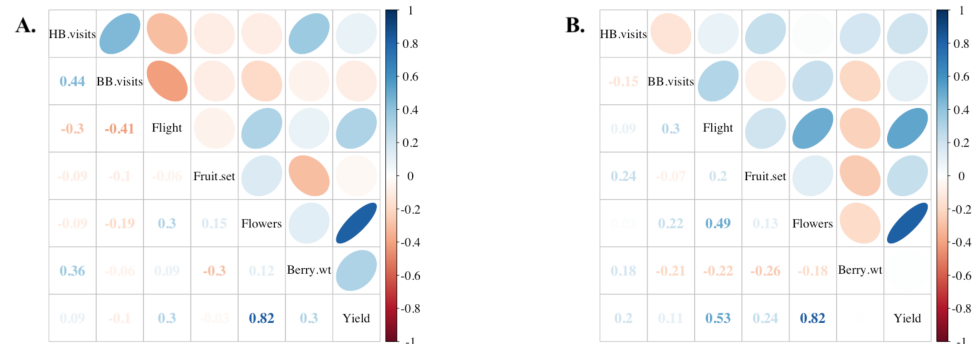 A.
HB.visits
0.44 BB.visits
-0.3 -0.41 Flight
-0.09 -0.1 -0.06 Fruit.set
-0.09 -0.19 0.3 0.15 Flowers
0.36 -0.06 0.09 -0.3 0.12 Berry.wt
0.09 -0.1 0.3 -0.03 0.82 0.3 Yield
1
0.8
0.6
0.4
0.2
0
-0.2
-0.4
-0.6
-0.8
-1
B.
HB.visits
-0.15 BB.visits
0.09 0.3 Flight
0.24 -0.07 0.2 Fruit.set
0.22 0.49 0.13 Flowers
0.18 -0.21 -0.22 -0.26 -0.18 Berry.wt
0.2 0.11 0.53 0.24 0.82 Yield
1
0.8
0.6
0.4
0.2
0
-0.2
-0.4
-0.6
-0.8
-1